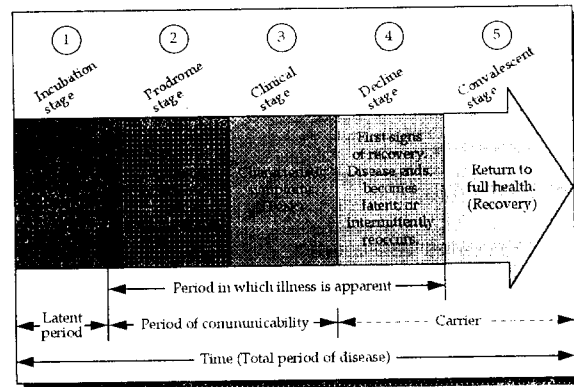 1
2
3
4
5
Incubation
stage
Prodrome
stage
Clinical
stage
Decline
stage
Convalescent
stage
First signs
of recovery.
Disease ends,
becomes
latent, or
intermittently
reoccurs.
Return to
full health.
(Recovery)
Period in which illness is apparent
Latent
period
Period of communicability
Carrier
Time (Total period of disease)